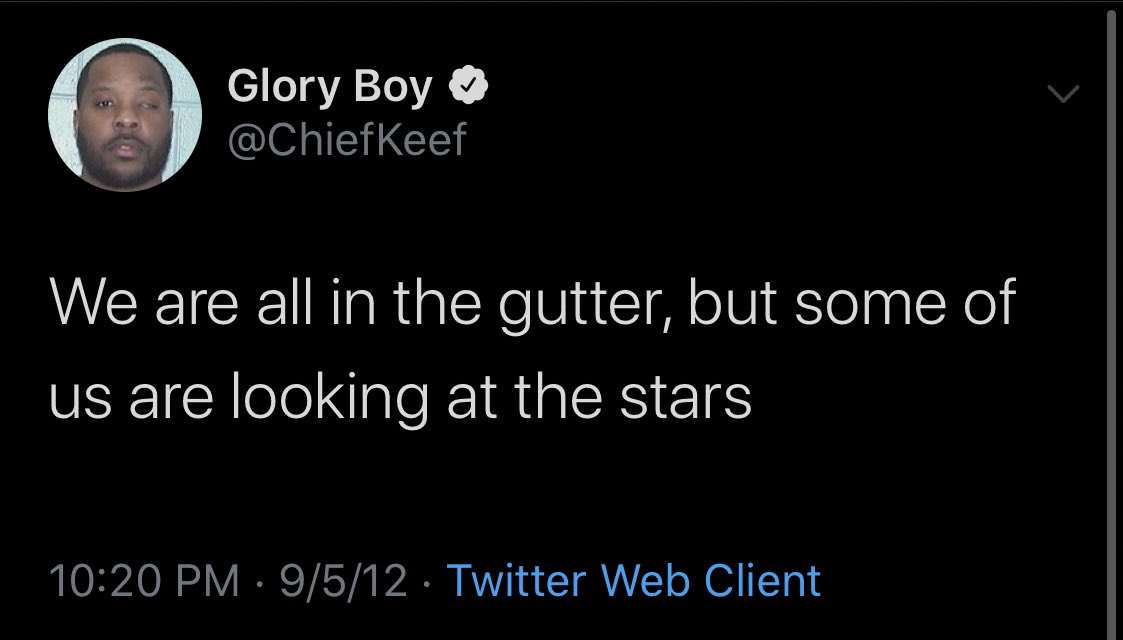 Glory Boy
@ChiefKeef
We are all in the gutter, but some of
us are looking at the stars
10:20 PM · 9/5/12 · Twitter Web Client